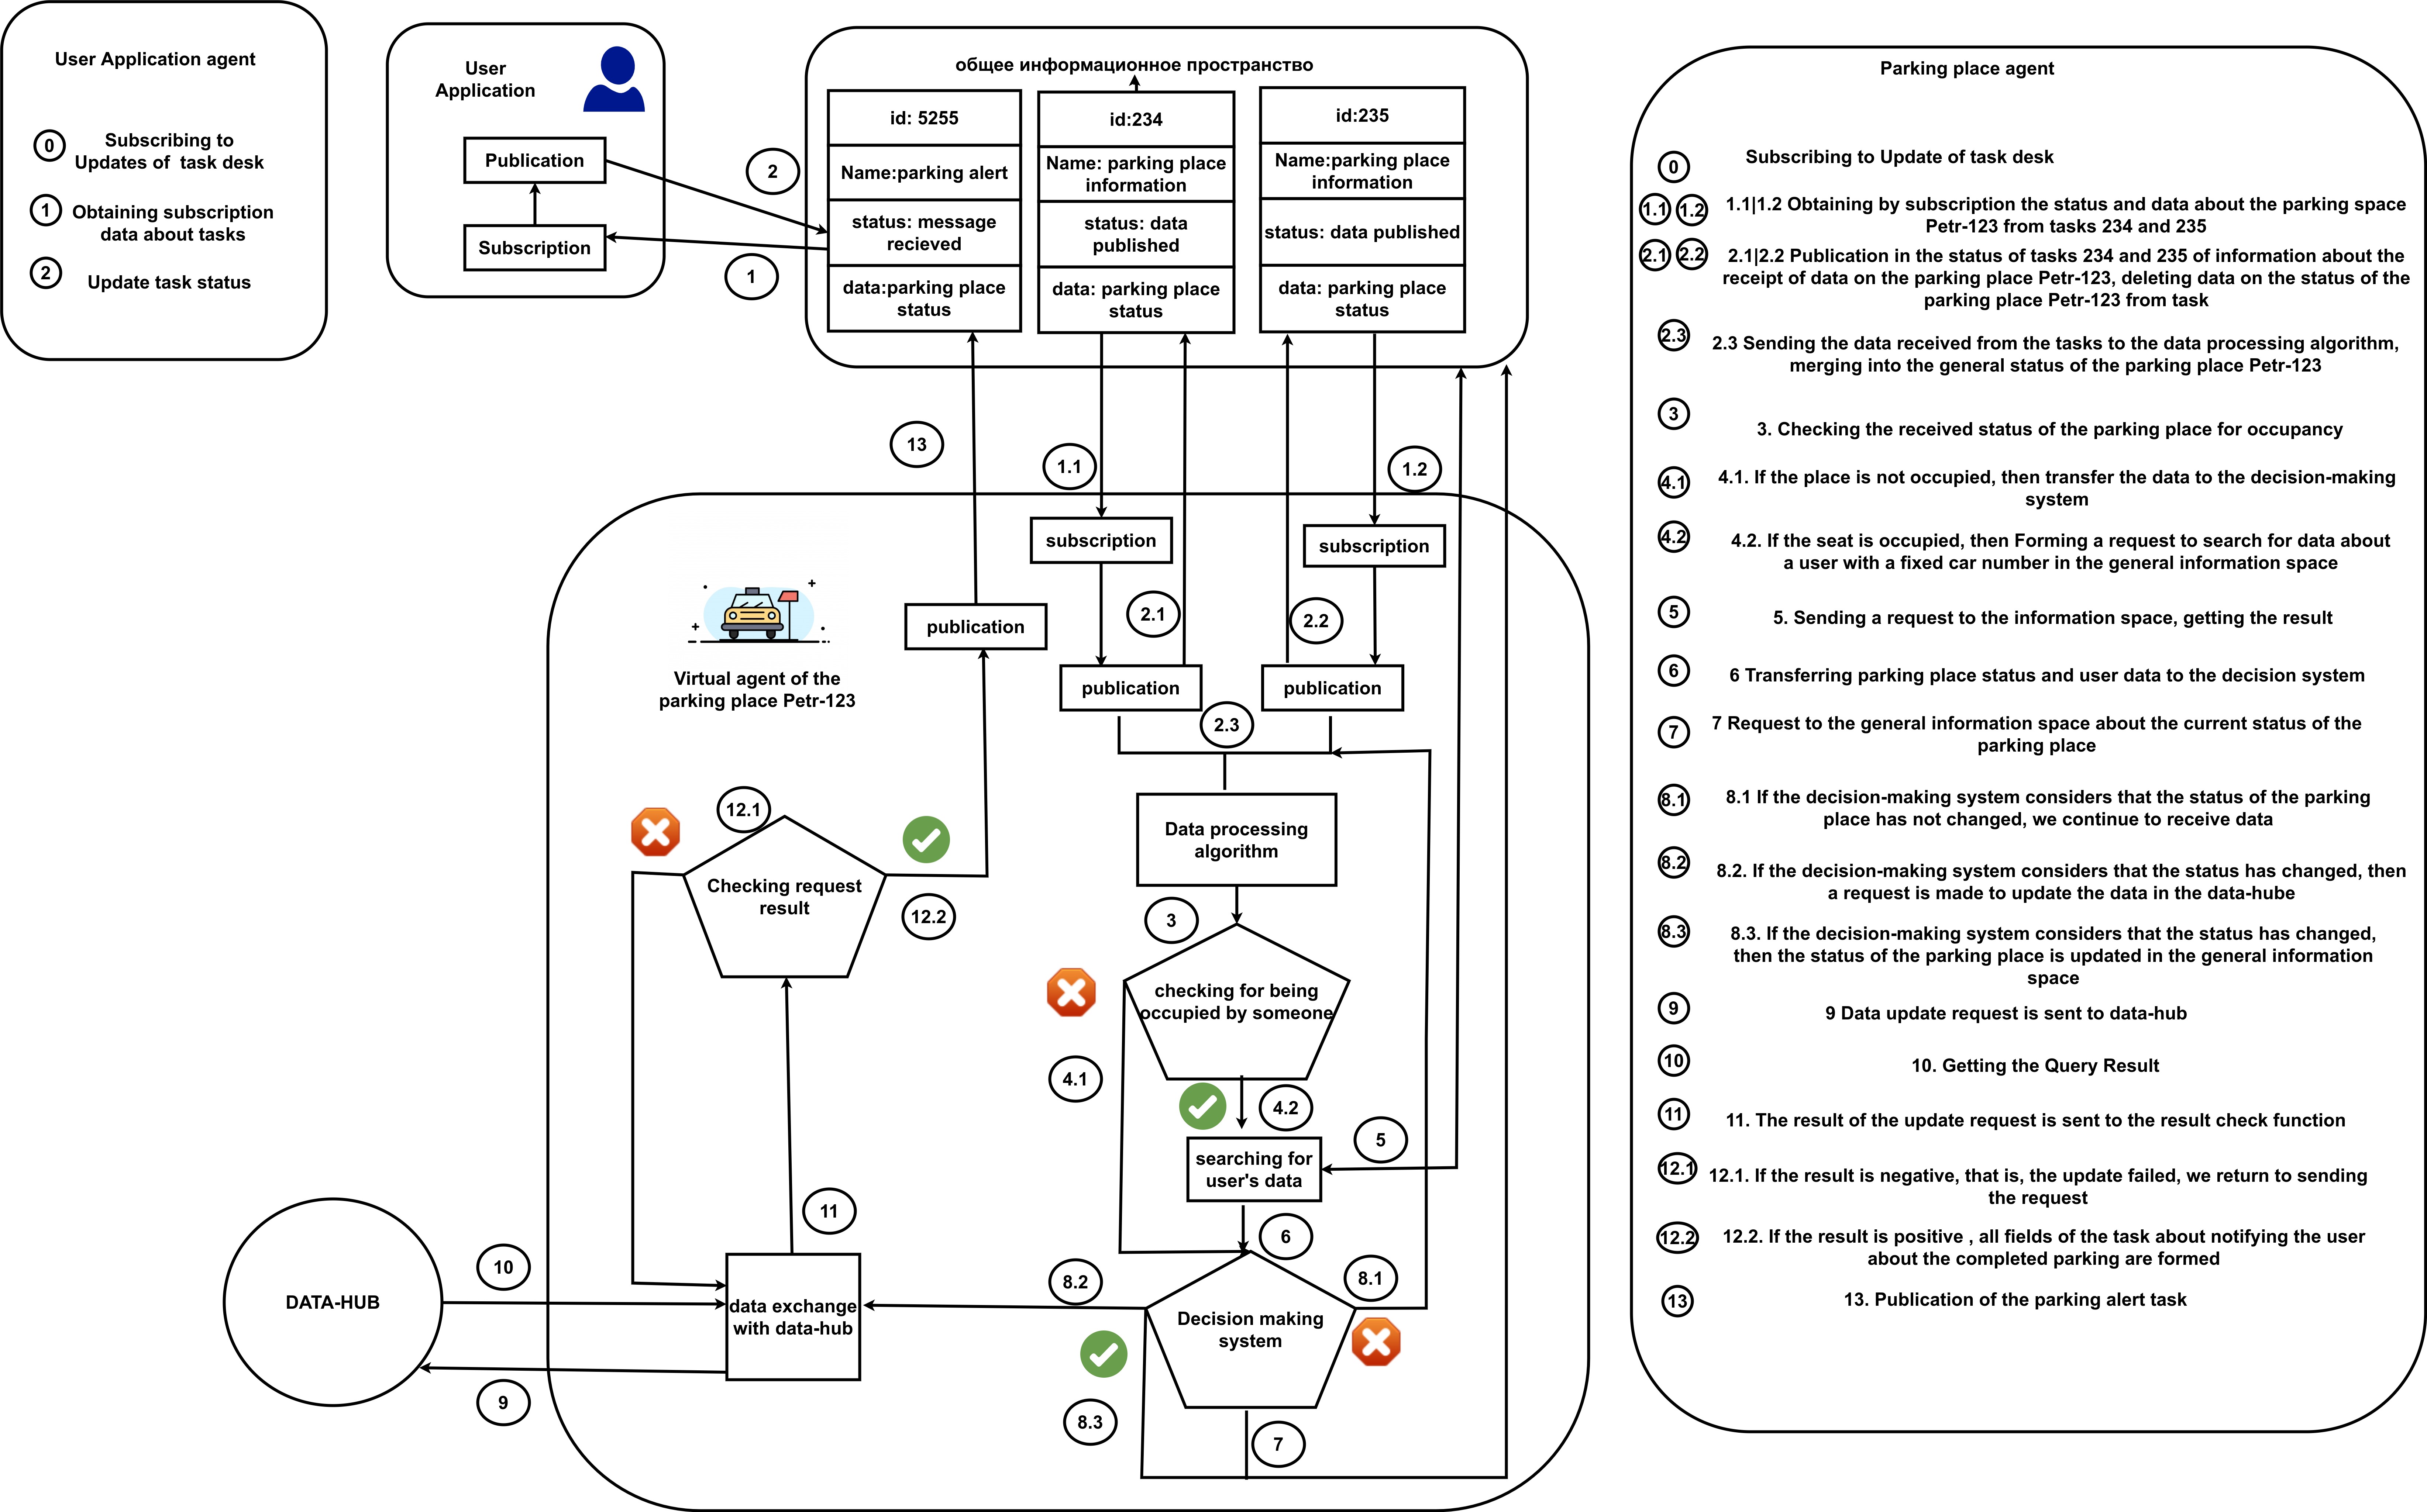 User Application agent
0
Subscribing to
Updates of task desk
1
Obtaining subscription
data about tasks
2
Update task status
User
Application
Publication
Subscription
2
1
общее информационное пространство
id: 5255
Name:parking alert
status: message
recieved
data:parking place
status
id:234
Name: parking place
information
status: data
published
data: parking place
status
id:235
Name:parking place
information
status: data published
data: parking place
status
13
1.1
1.2
subscription
subscription
2.1
2.2
publication
publication
publication
2.3
Virtual agent of the
parking place Petr-123
12.1
Checking request
result
12.2
Data processing
algorithm
3
checking for being
occupied by someone
4.1
4.2
5
searching for
user's data
6
11
DATA-HUB
10
9
data exchange
with data-hub
8.2
8.1
Decision making
system
8.3
7
Parking place agent
0
Subscribing to Update of task desk
1.1
1.2
1.1|1.2 Obtaining by subscription the status and data about the parking space
Petr-123 from tasks 234 and 235
2.1
2.2
2.1|2.2 Publication in the status of tasks 234 and 235 of information about the
receipt of data on the parking place Petr-123, deleting data on the status of the
parking place Petr-123 from task
2.3
2.3 Sending the data received from the tasks to the data processing algorithm,
merging into the general status of the parking place Petr-123
3
3. Checking the received status of the parking place for occupancy
4.1
4.1. If the place is not occupied, then transfer the data to the decision-making
system
4.2
4.2. If the seat is occupied, then Forming a request to search for data about
a user with a fixed car number in the general information space
5
5. Sending a request to the information space, getting the result
6
6 Transferring parking place status and user data to the decision system
7
7 Request to the general information space about the current status of the
parking place
8.1
8.1 If the decision-making system considers that the status of the parking
place has not changed, we continue to receive data
8.2
8.2. If the decision-making system considers that the status has changed, then
a request is made to update the data in the data-hube
8.3
8.3. If the decision-making system considers that the status has changed,
then the status of the parking place is updated in the general information
space
9
9 Data update request is sent to data-hub
10
10. Getting the Query Result
11
11. The result of the update request is sent to the result check function
12.1
12.1. If the result is negative, that is, the update failed, we return to sending
the request
12.2
12.2. If the result is positive , all fields of the task about notifying the user
about the completed parking are formed
13
13. Publication of the parking alert task